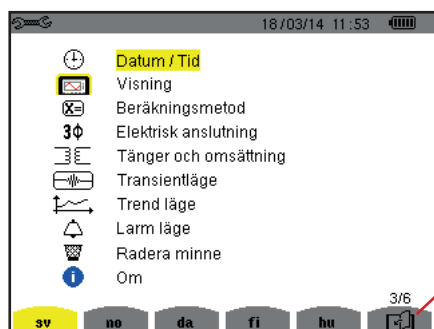 18/03/14 11:53
Datum / Tid
Visning
X= Beräkningsmetod
3Φ Elektrisk anslutning
Tänger och omsättning
Transientläge
Trend läge
Larm läge
Radera minne
i Om
3/6
sv no da fi hu